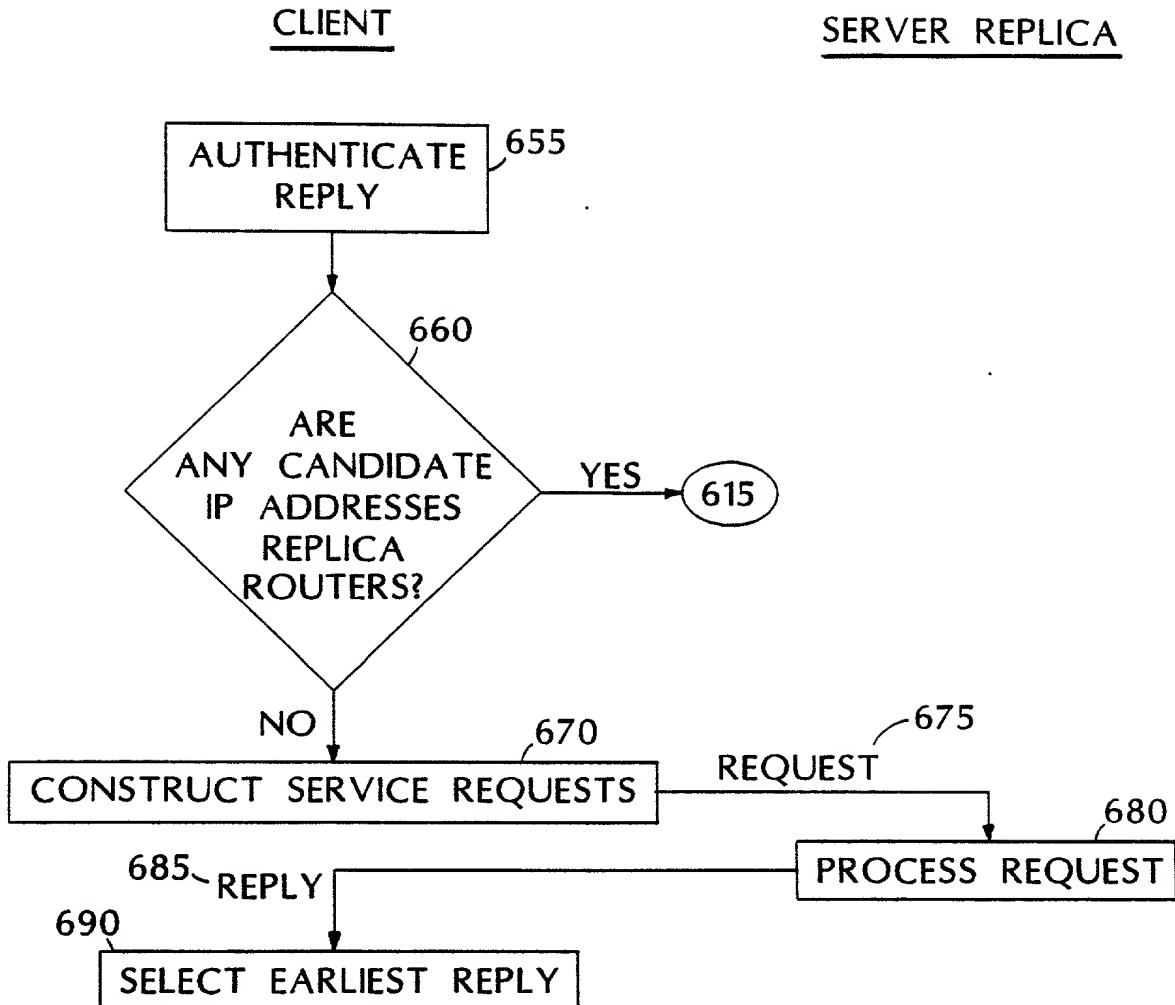 CLIENT
SERVER REPLICA
AUTHENTICATE
REPLY
655
660
ARE
ANY CANDIDATE
IP ADDRESSES
REPLICA
ROUTERS?
YES
615
NO
670
675
CONSTRUCT SERVICE REQUESTS
REQUEST
680
PROCESS REQUEST
685
REPLY
690
SELECT EARLIEST REPLY